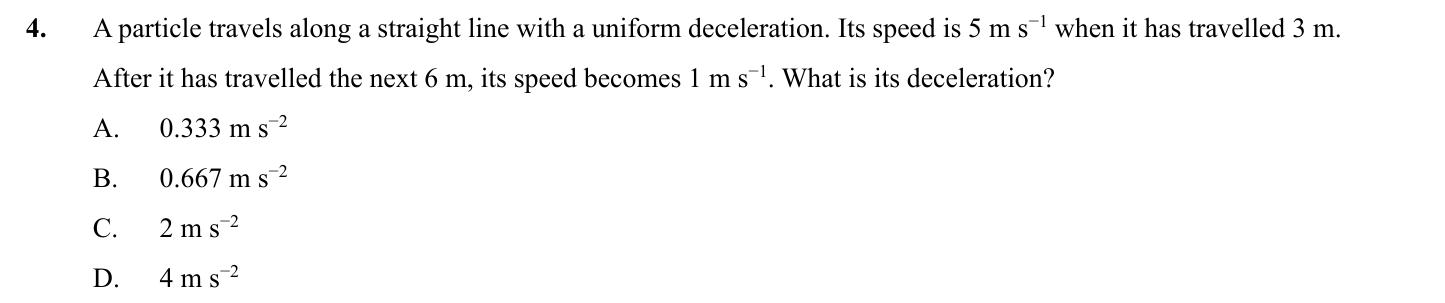 4. A particle travels along a straight line with a uniform deceleration. Its speed is 5 m s⁻¹ when it has travelled 3 m.
After it has travelled the next 6 m, its speed becomes 1 m s⁻¹. What is its deceleration?
A. 0.333 m s⁻²
B. 0.667 m s⁻²
C. 2 m s⁻²
D. 4 m s⁻²